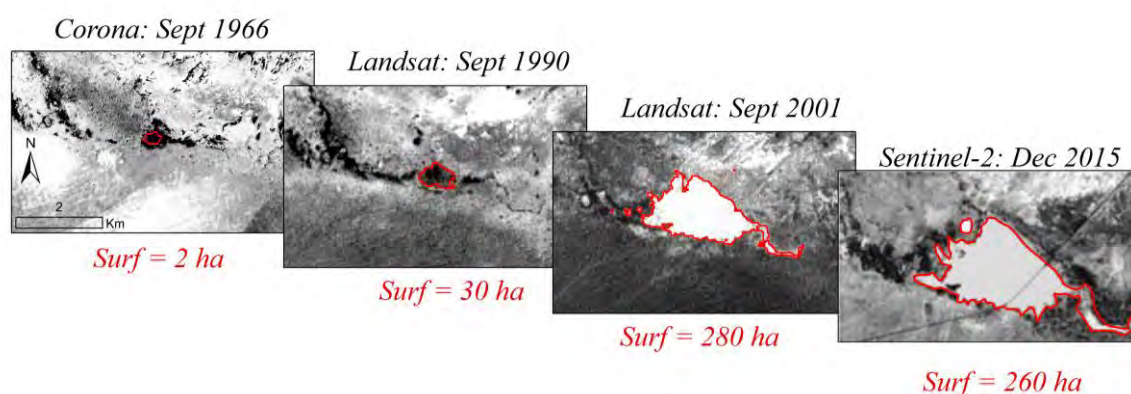 Corona: Sept 1966
Landsat: Sept 1990
Landsat: Sept 2001
Sentinel-2: Dec 2015
N
2
Km
Surf = 2 ha
Surf = 30 ha
Surf = 280 ha
Surf = 260 ha